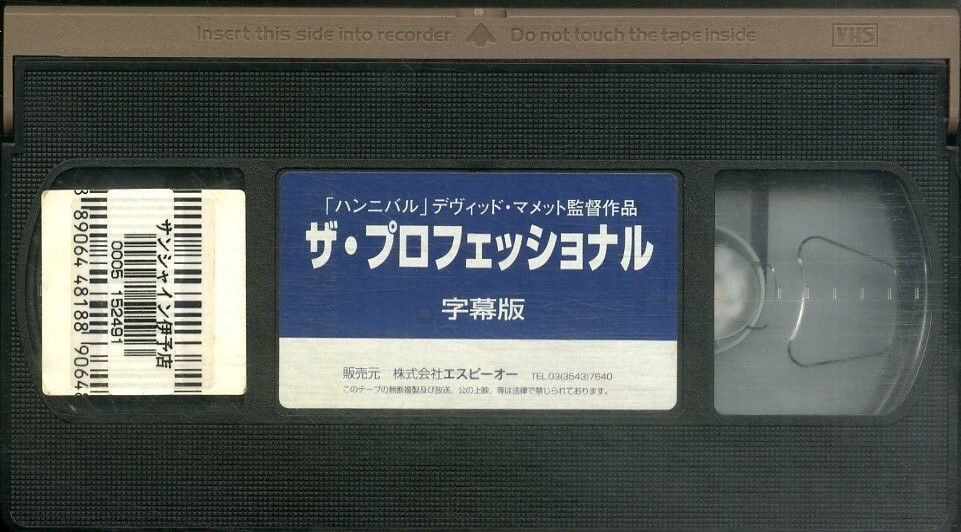 Insert this side into recorder Do not touch the tape inside VHS
「ハンニバル」デヴィッド・マメット監督作品
ザ・プロフェッショナル
字幕版
販売元 株式会社エスピーオー TEL.03(3543)7640
このテープの無断複製及び放送、公の上映、等は法律で禁じられております。
サンシャイン伊予店
0005 152491
89064 48188 9064